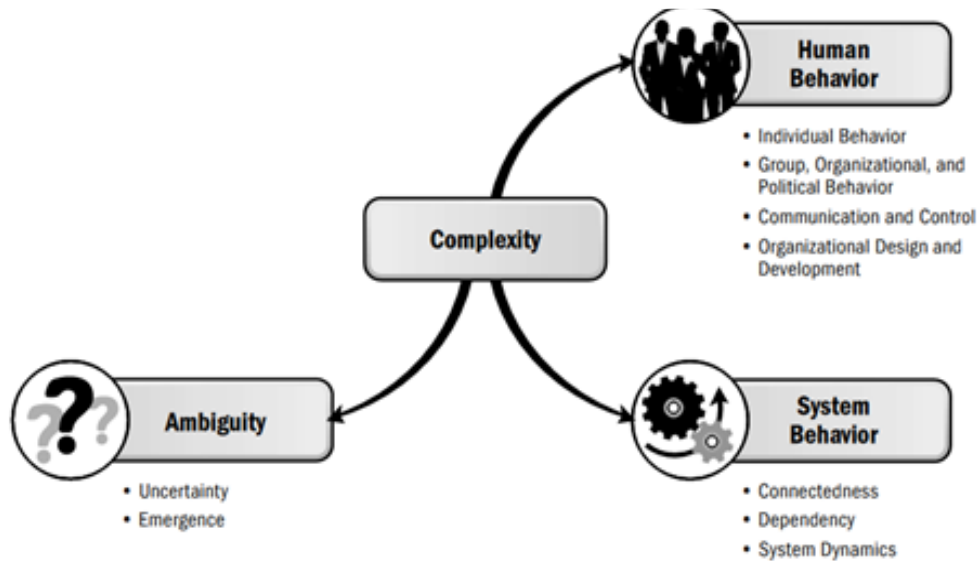 Human
Behavior
• Individual Behavior
• Group, Organizational, and
Political Behavior
• Communication and Control
• Organizational Design and
Development
Complexity
? ? ?
Ambiguity
• Uncertainty
• Emergence
System
Behavior
• Connectedness
• Dependency
• System Dynamics